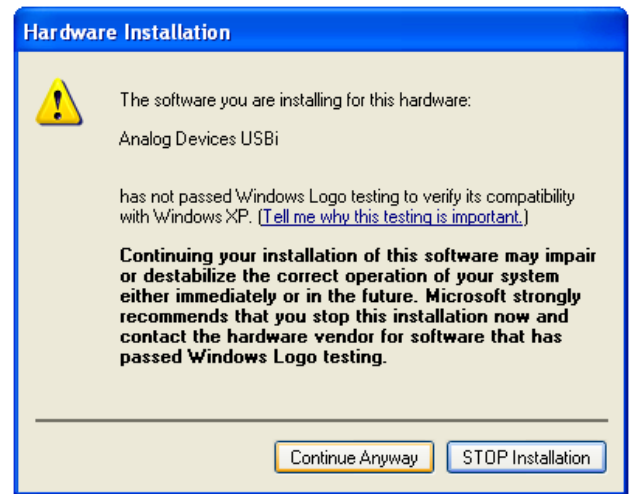 Hardware Installation
The software you are installing for this hardware:
Analog Devices USBi
has not passed Windows Logo testing to verify its compatibility
with Windows XP. (Tell me why this testing is important.)
Continuing your installation of this software may impair
or destabilize the correct operation of your system
either immediately or in the future. Microsoft strongly
recommends that you stop this installation now and
contact the hardware vendor for software that has
passed Windows Logo testing.
Continue Anyway
STOP Installation